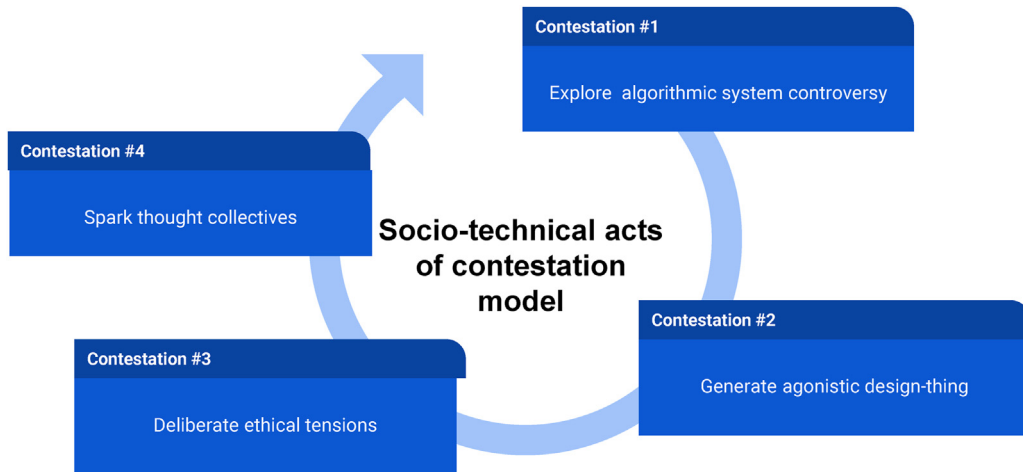 Contestation #1
Explore algorithmic system controversy
Contestation #4
Spark thought collectives
Socio-technical acts
of contestation
model
Contestation #2
Generate agonistic design-thing
Contestation #3
Deliberate ethical tensions